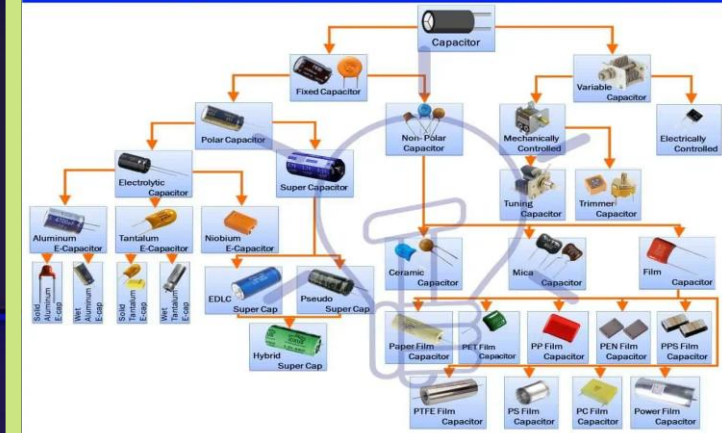 Capacitor
Fixed Capacitor
Variable
Capacitor
Polar Capacitor
Non- Polar
Capacitor
Mechanically
Controlled
Electrically
Controlled
Electrolytic
Capacitor
Super Capacitor
Tuning
Capacitor
Trimmer
Capacitor
Aluminum
E-Capacitor
Tantalum
E-Capacitor
Niobium
E-Capacitor
Ceramic
Capacitor
Mica
Capacitor
Film
Capacitor
Solid
Aluminum
E-cap
Wet
Aluminum
E-cap
Solid
Tantalum
E-cap
Wet
Tantalum
E-cap
EDLC
Super Cap
Pseudo
Super Cap
Hybrid
Super Cap
Paper Film
Capacitor
PET Film
Capacitor
PP Film
Capacitor
PEN Film
Capacitor
PPS Film
Capacitor
PTFE Film
Capacitor
PS Film
Capacitor
PC Film
Capacitor
Power Film
Capacitor